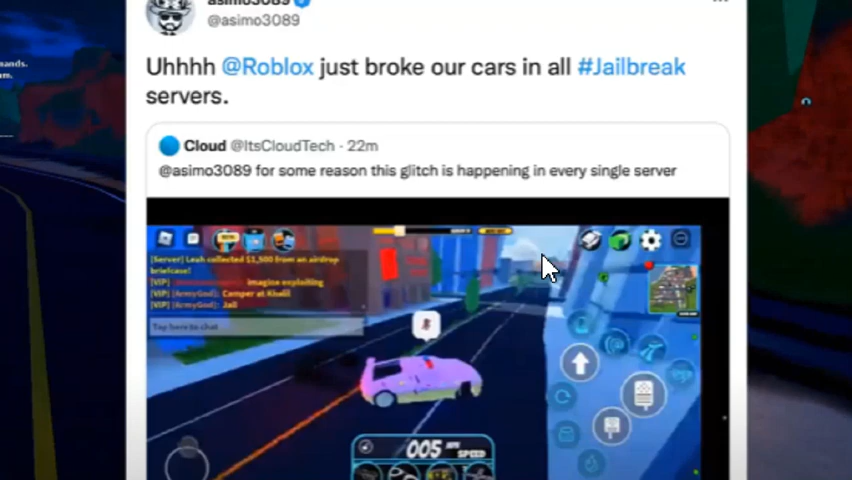 asimo3089
@asimo3089
mands.
m.
Uhhhh @Roblox just broke our cars in all #Jailbreak
servers.
Cloud @ItsCloudTech · 22m
@asimo3089 for some reason this glitch is happening in every single server
[Server] Leah collected $1,500 from an airdrop
briefcase!
[VIP] imagine exploiting
[VIP] [ArmyGod]: Camper at Khalil
[VIP] [ArmyGod]: Jail
Tap here to chat
005 SPEED